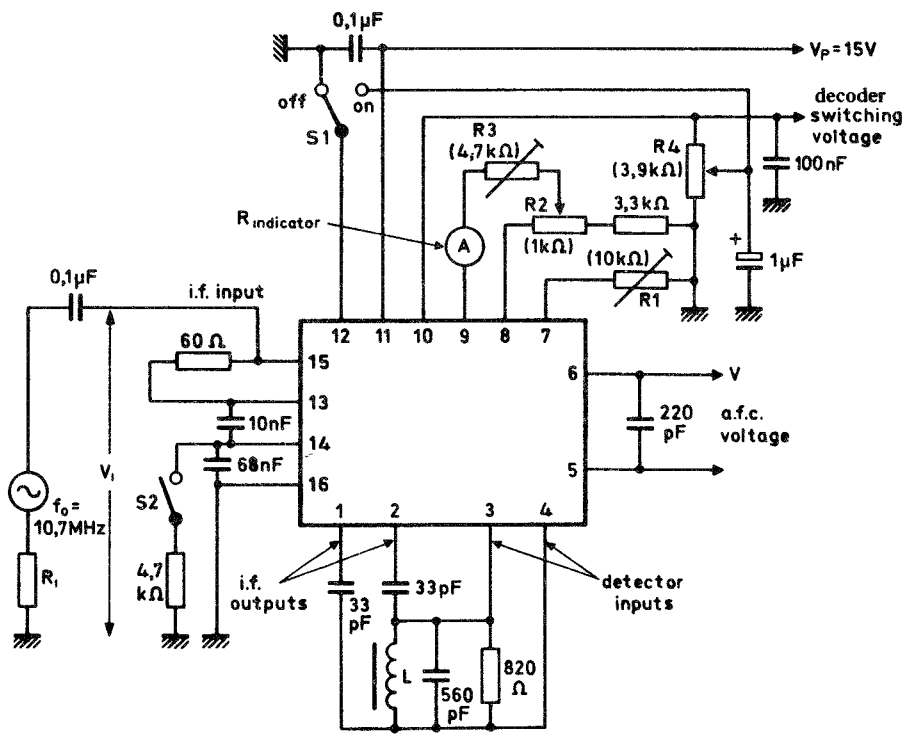 0,1µF
Vp = 15V
off
on
S1
decoder
switching
voltage
R3
(4,7kΩ)
R4
(3,9kΩ)
100nF
R indicator
A
R2
(1kΩ)
3,3kΩ
+
1µF
(10kΩ)
R1
0,1µF
i.f. input
12
11
10
9
8
7
60 Ω
15
13
10nF
14
68nF
16
6
V
220
pF
a.f.c.
voltage
5
Vi
S2
f₀ =
10,7MHz
Ri
4,7
kΩ
1
2
3
4
i.f.
outputs
33
pF
33pF
detector
inputs
L
560
pF
820
Ω